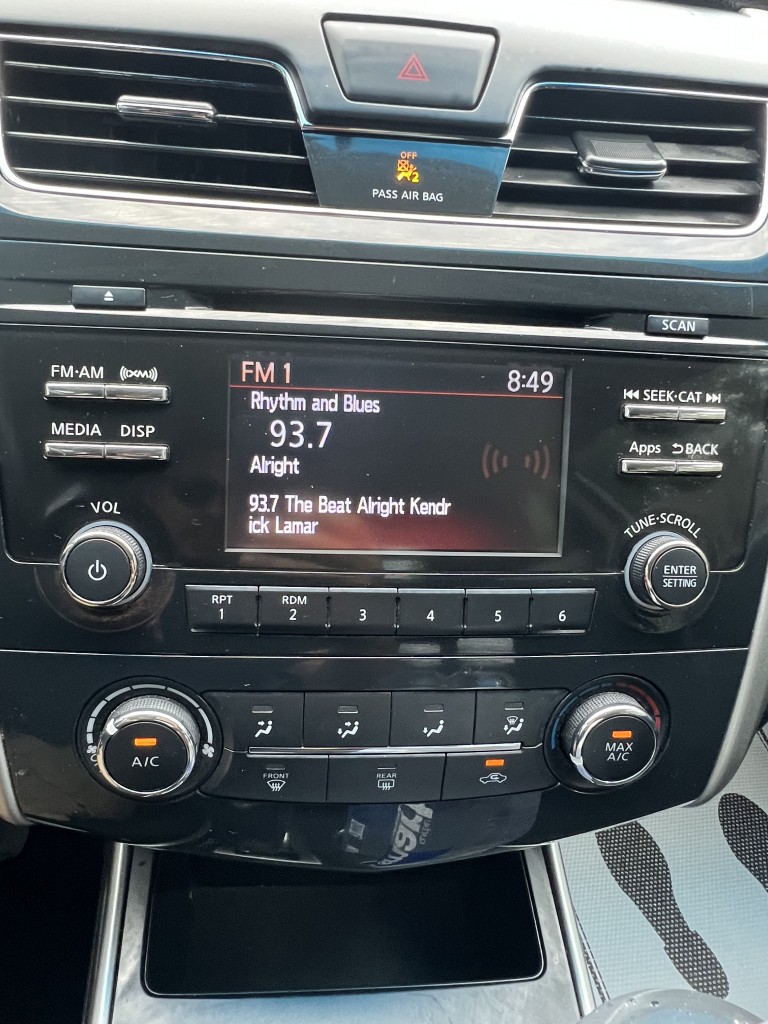 OFF
2
PASS AIR BAG
SCAN
FM·AM ((XM))
FM 1 8:49
SEEK·CAT
Rhythm and Blues
93.7
MEDIA DISP
Apps BACK
Alright
93.7 The Beat Alright Kendr
ick Lamar
VOL
TUNE·SCROLL
ENTER
SETTING
RPT
1
RDM
2
3
4
5
6
A/C
MAX
A/C
FRONT
REAR